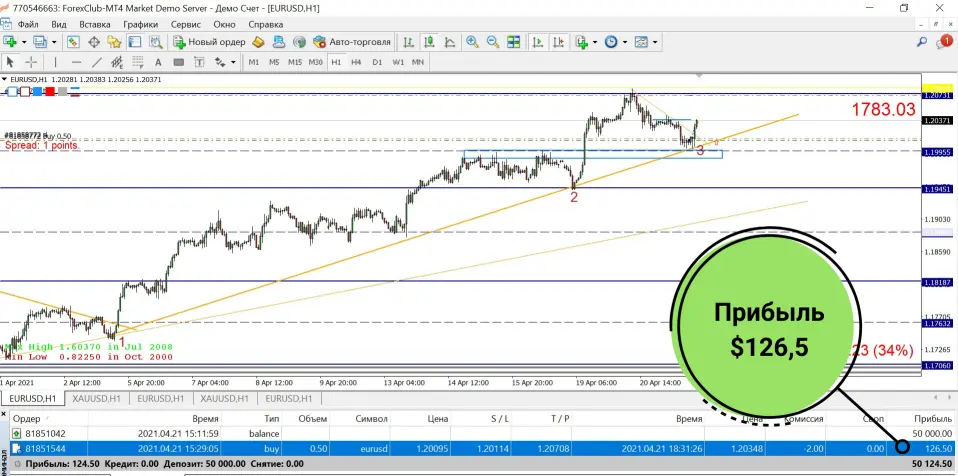 770546663: ForexClub-MT4 Market Demo Server - Демо Счет - [EURUSD,H1]
Файл Вид Вставка Графики Сервис Окно Справка
Новый ордер Авто-торговля 1
A T M1 M5 M15 M30 H1 H4 D1 W1 MN
EURUSD,H1 1.20281 1.20383 1.20256 1.20371
1.20731
1783.03
1.20371
buy 0.50
Spread: 1 points.
1.19955
3
1.19451
2
1.19030
1.18590
1.18187
Прибыль
$126,5
1.17705
1.17632
1
Max High 1.60370 im Jul 2008
Min Low 0.82250 im Oct 2000
23 (34%)
1.17265
1.17060
1 Apr 2021 2 Apr 12:00 5 Apr 20:00 7 Apr 04:00 8 Apr 12:00 9 Apr 20:00 13 Apr 04:00 14 Apr 12:00 15 Apr 20:00 19 Apr 06:00 20 Apr 14:00
EURUSD,H1 XAUUSD,H1 EURUSD,H1 XAUUSD,H1 EURUSD,H1
Ордер Время Тип Объем Символ Цена S / L T / P Время Цена Комиссия Своп Прибыль
81851042 2021.04.21 15:11:59 balance 50 000.00
81851544 2021.04.21 15:29:05 buy 0.50 eurusd 1.20095 1.20114 1.20708 2021.04.21 18:31:26 1.20348 -2.00 0.00 126.50
Прибыль: 124.50 Кредит: 0.00 Депозит: 50 000.00 Снятие: 0.00 50 124.50